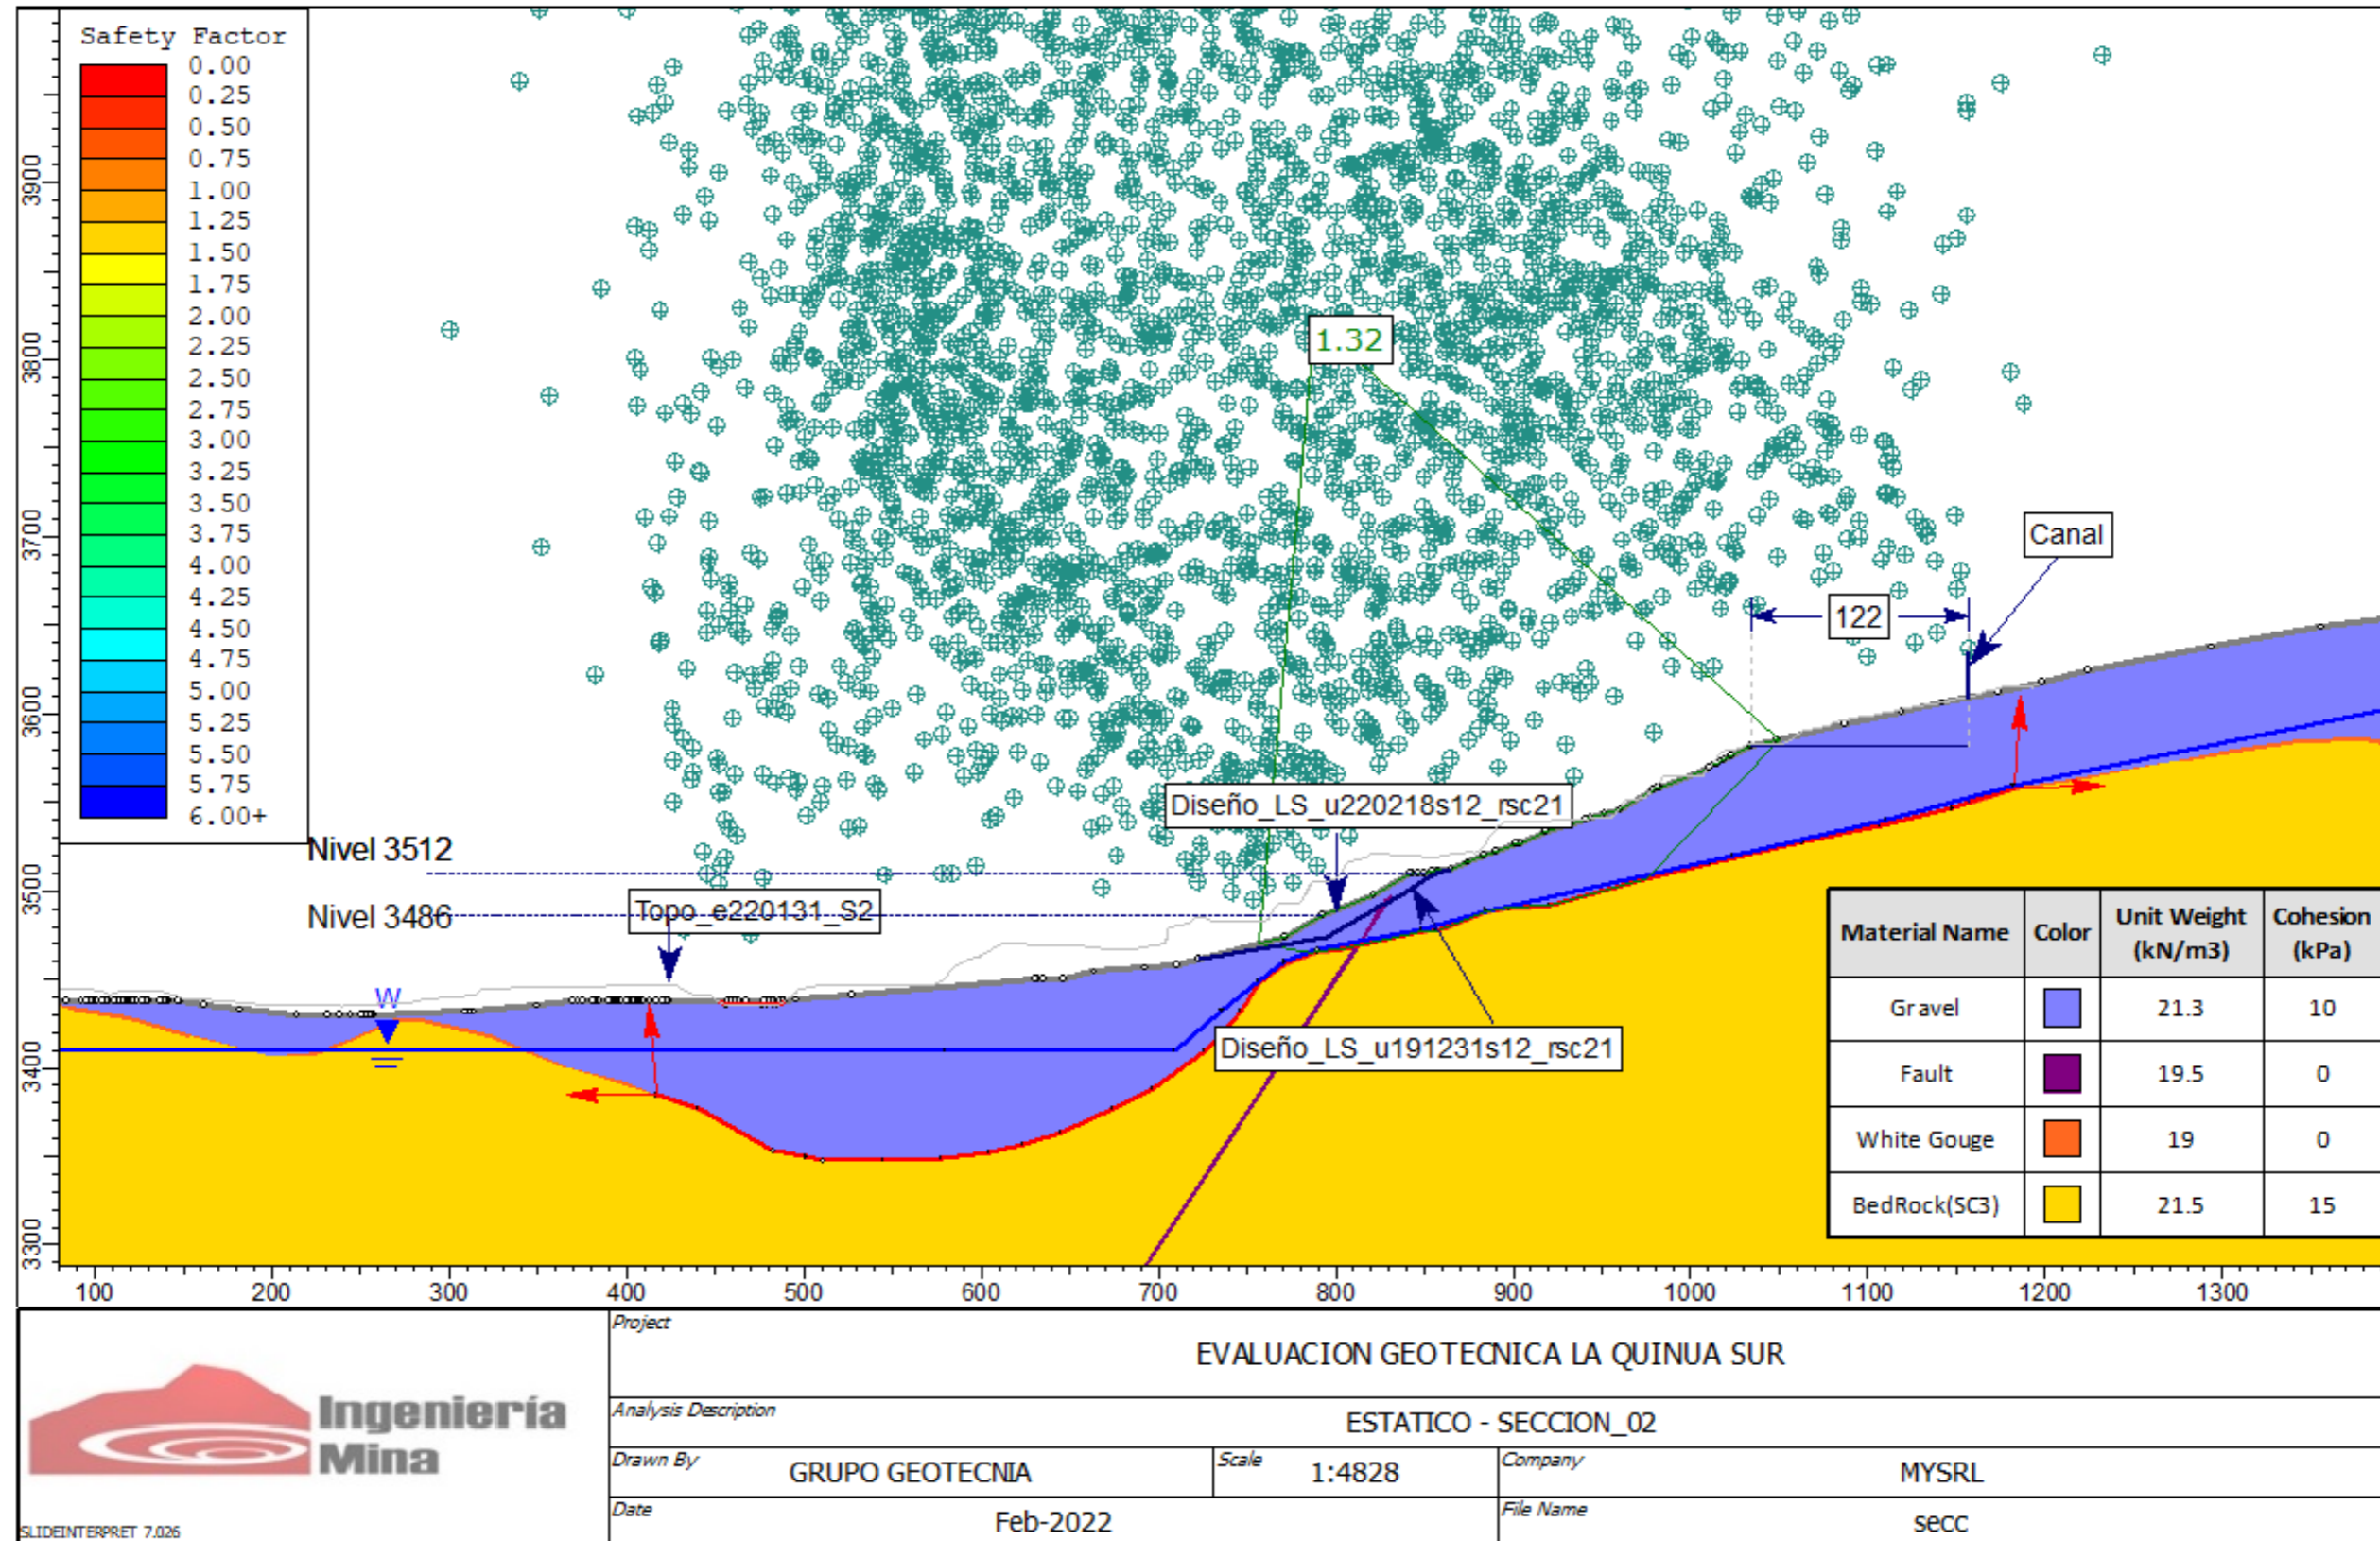 Safety Factor
0.00
0.25
0.50
0.75
1.00
1.25
1.50
1.75
2.00
2.25
2.50
2.75
3.00
3.25
3.50
3.75
4.00
4.25
4.50
4.75
5.00
5.25
5.50
5.75
6.00+
3900
3800
3700
3600
3500
3400
3300
1.32
122
Canal
Diseño_LS_u220218s12_rsc21
Nivel 3512
Nivel 3486
Topo_e220131_S2
Diseño_LS_u191231s12_rsc21
W
Material Name Color Unit Weight (kN/m3) Cohesion (kPa)
Gravel 21.3 10
Fault 19.5 0
White Gouge 19 0
BedRock(SC3) 21.5 15
100 200 300 400 500 600 700 800 900 1000 1100 1200 1300
Ingeniería
Mina
SLIDEINTERPRET 7.026
Project
EVALUACION GEOTECNICA LA QUINUA SUR
Analysis Description
ESTATICO - SECCION_02
Drawn By GRUPO GEOTECNIA Scale 1:4828 Company MYSRL
Date Feb-2022 File Name secc